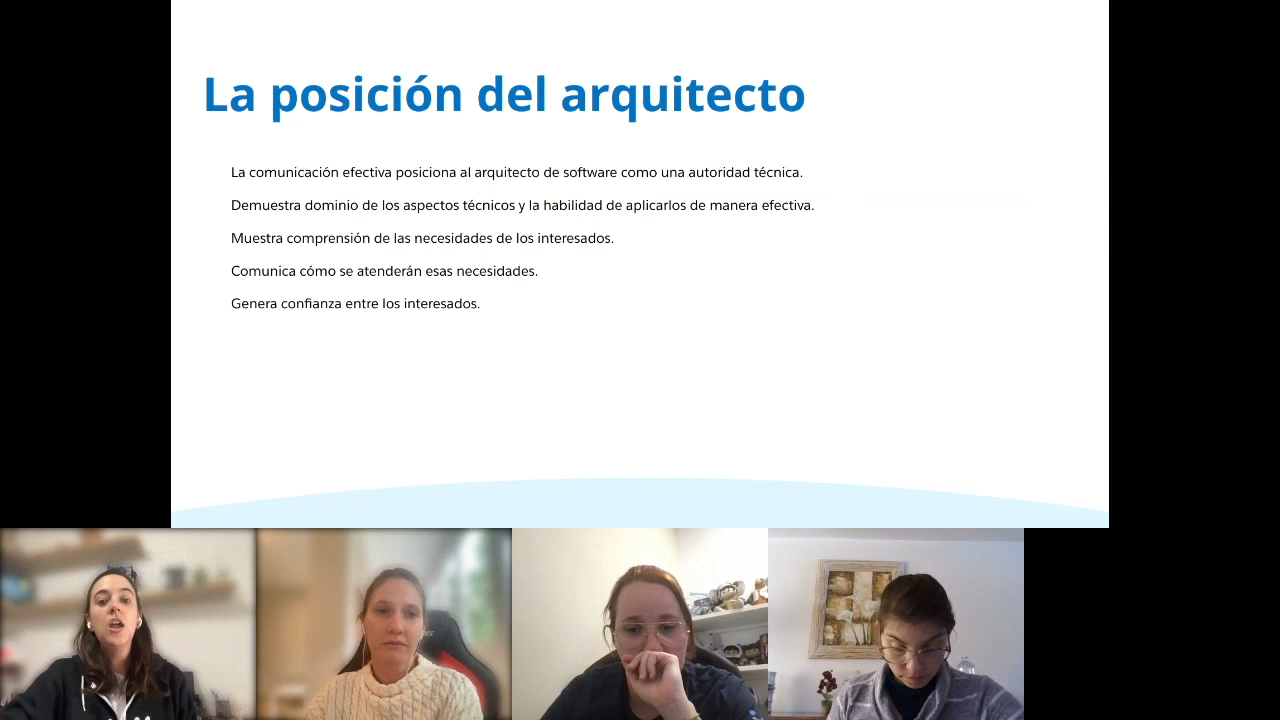 La posición del arquitecto
La comunicación efectiva posiciona al arquitecto de software como una autoridad técnica.
Demuestra dominio de los aspectos técnicos y la habilidad de aplicarlos de manera efectiva.
Muestra comprensión de las necesidades de los interesados.
Comunica cómo se atenderán esas necesidades.
Genera confianza entre los interesados.